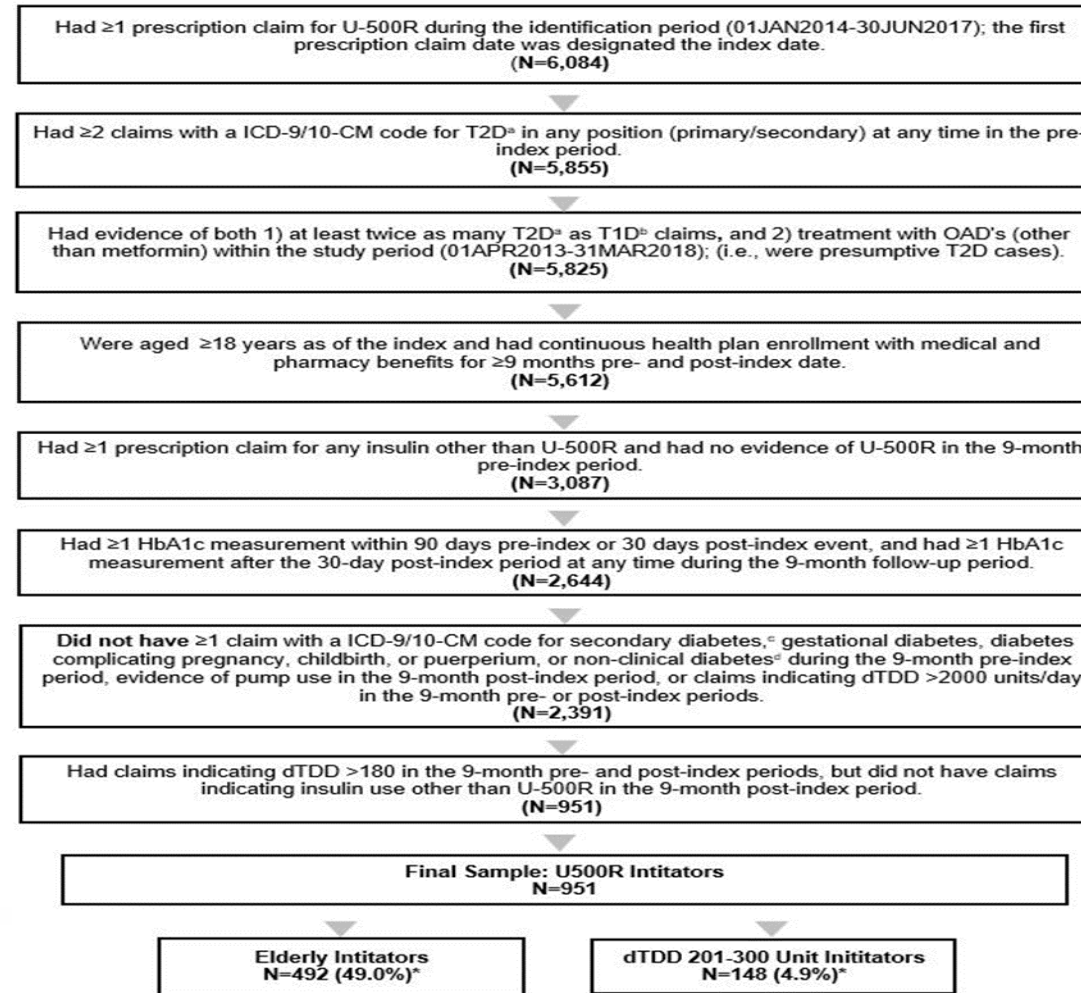 Had ≥1 prescription claim for U-500R during the identification period (01JAN2014-30JUN2017); the first
prescription claim date was designated the index date.
(N=6,084)
Had ≥2 claims with a ICD-9/10-CM code for T2Dᵃ in any position (primary/secondary) at any time in the pre-
index period.
(N=5,855)
Had evidence of both 1) at least twice as many T2Dᵃ as T1Dᵇ claims, and 2) treatment with OAD's (other
than metformin) within the study period (01APR2013-31MAR2018); (i.e., were presumptive T2D cases).
(N=5,825)
Were aged ≥18 years as of the index and had continuous health plan enrollment with medical and
pharmacy benefits for ≥9 months pre- and post-index date.
(N=5,612)
Had ≥1 prescription claim for any insulin other than U-500R and had no evidence of U-500R in the 9-month
pre-index period.
(N=3,087)
Had ≥1 HbA1c measurement within 90 days pre-index or 30 days post-index event, and had ≥1 HbA1c
measurement after the 30-day post-index period at any time during the 9-month follow-up period.
(N=2,644)
Did not have ≥1 claim with a ICD-9/10-CM code for secondary diabetes,ᶜ gestational diabetes, diabetes
complicating pregnancy, childbirth, or puerperium, or non-clinical diabetesᵈ during the 9-month pre-index
period, evidence of pump use in the 9-month post-index period, or claims indicating dTDD >2000 units/day
in the 9-month pre- or post-index periods.
(N=2,391)
Had claims indicating dTDD >180 in the 9-month pre- and post-index periods, but did not have claims
indicating insulin use other than U-500R in the 9-month post-index period.
(N=951)
Final Sample: U500R Intitators
N=951
Elderly Intitators
N=492 (49.0%)*
dTDD 201-300 Unit Inititators
N=148 (4.9%)*